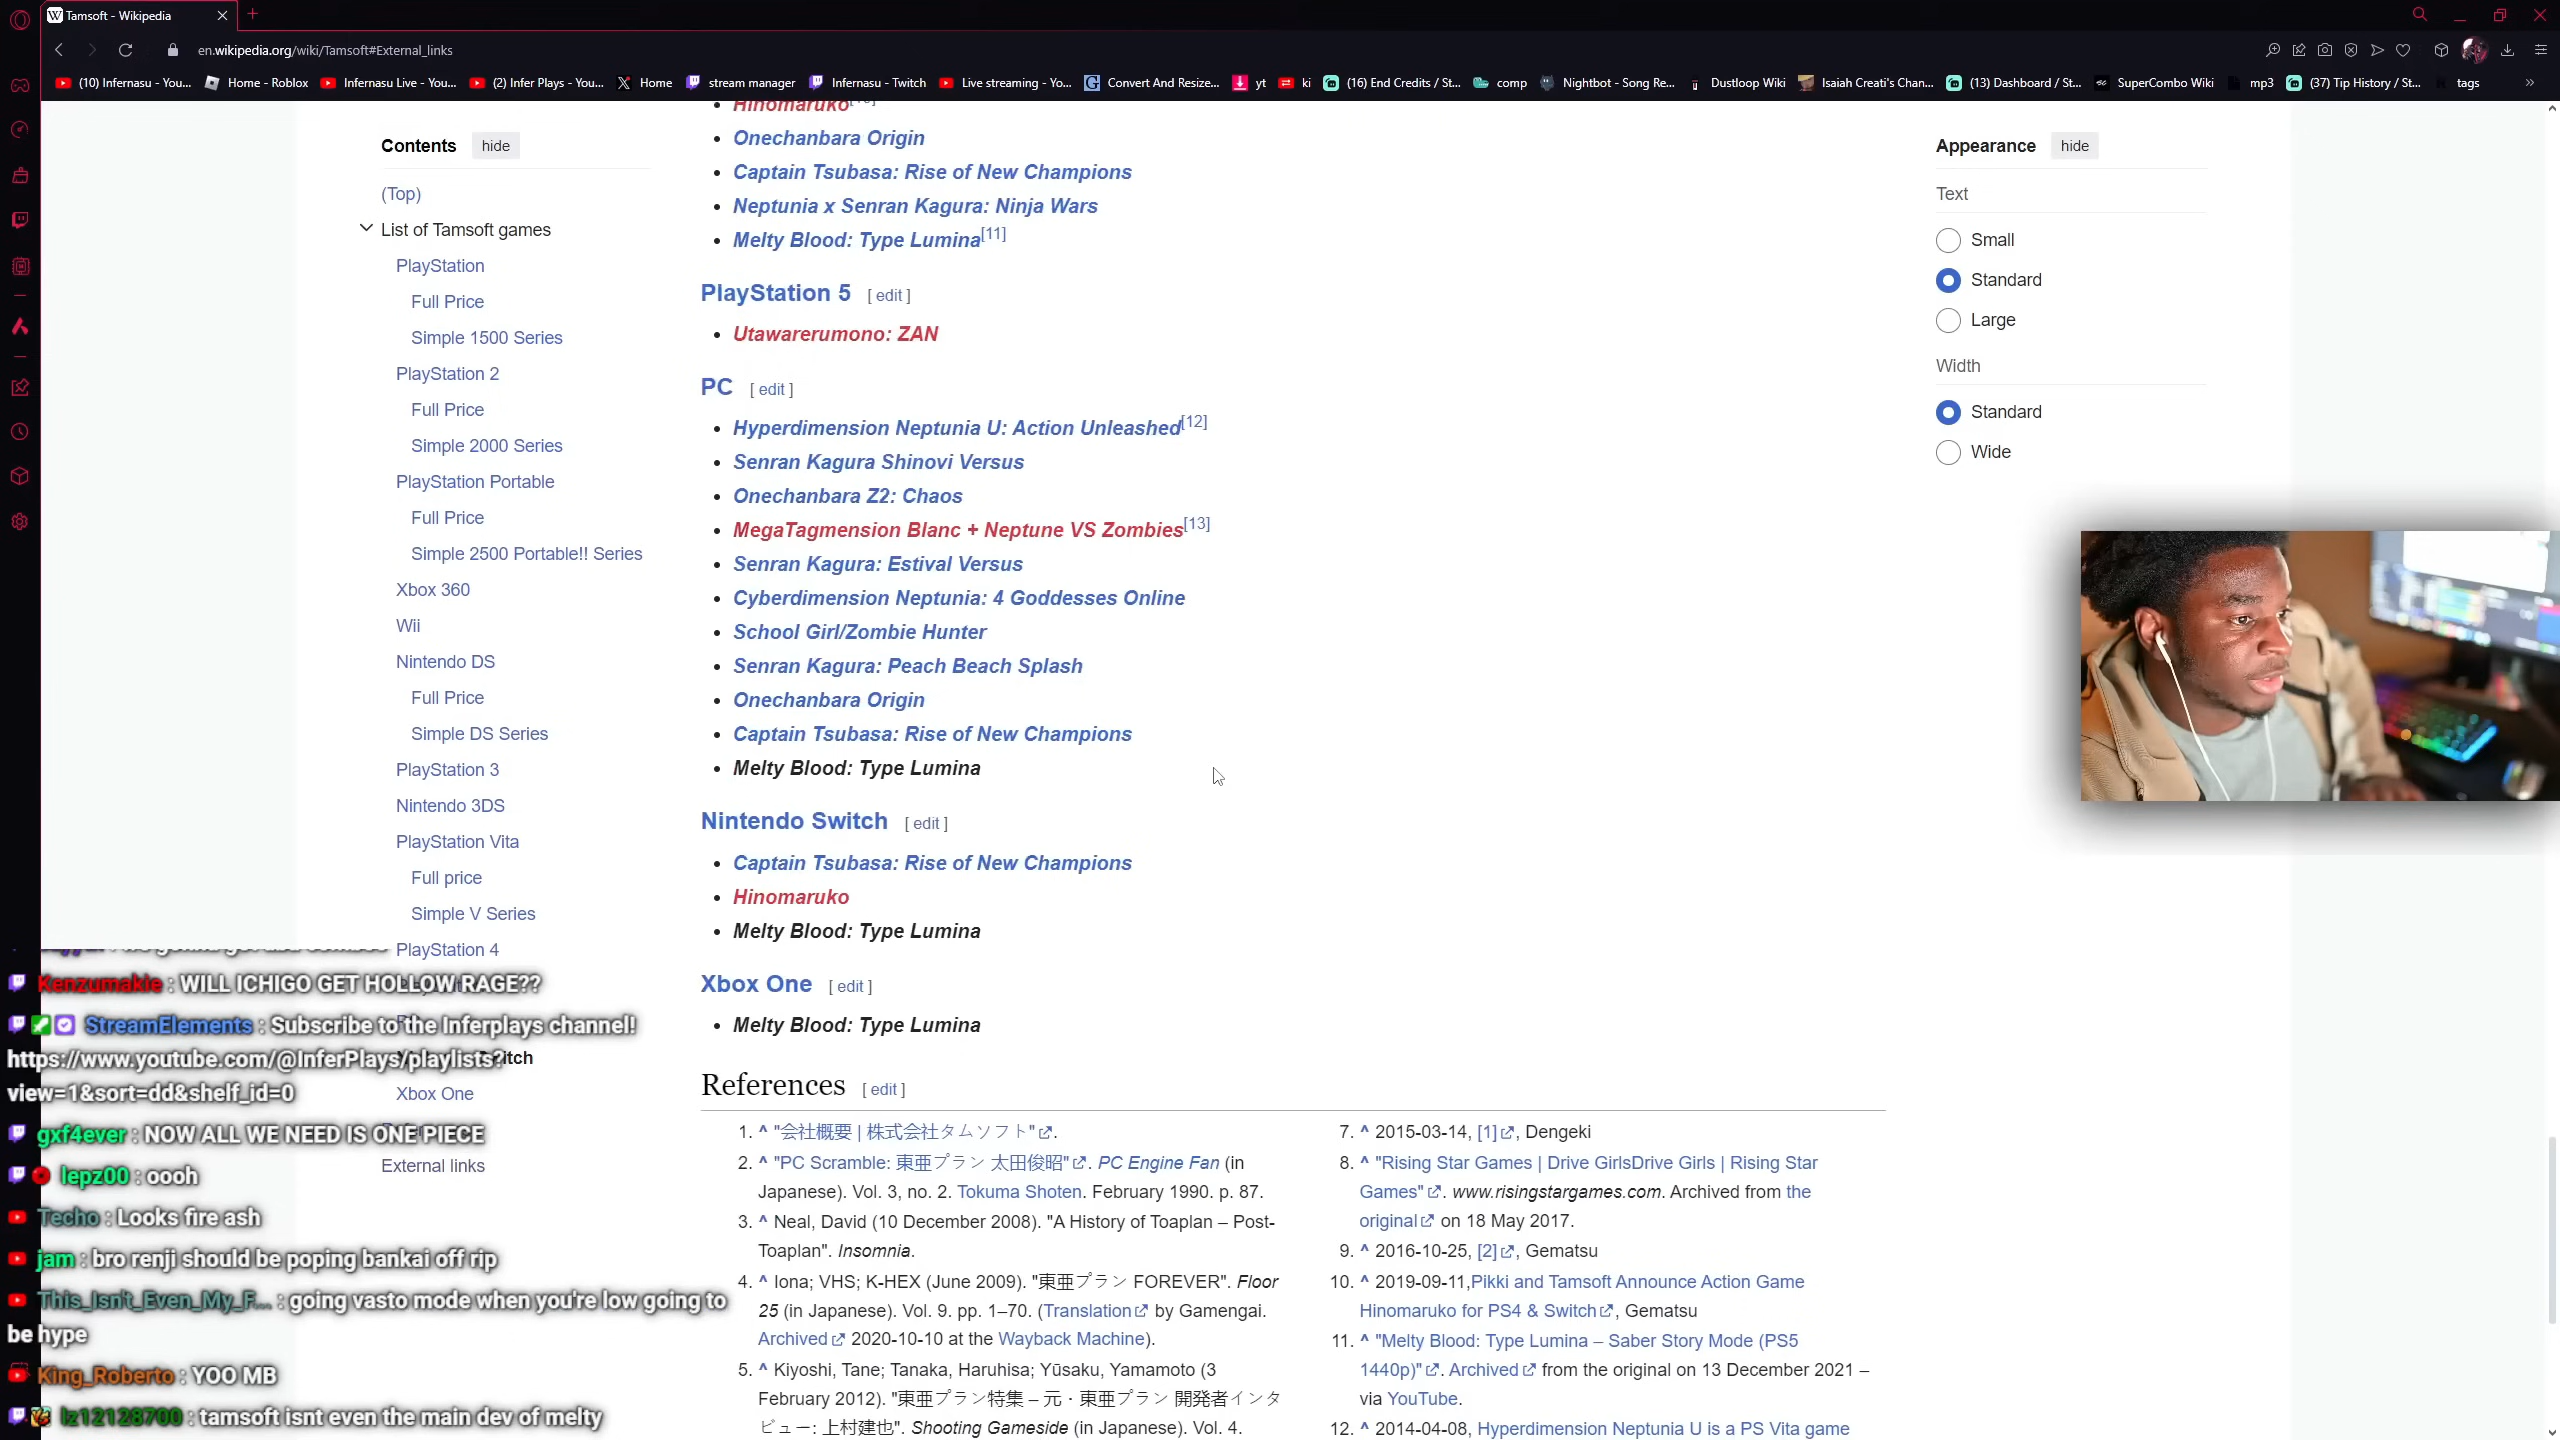 Tamsoft - Wikipedia
en.wikipedia.org/wiki/Tamsoft#External_links
(10) Infernasu - You...
Home - Roblox
Infernasu Live - You...
(2) Infer Plays - You...
Home
stream manager
Infernasu - Twitch
Live streaming - Yo...
Convert And Resize...
yt
ki
(16) End Credits / St...
comp
Nightbot - Song Re...
Dustloop Wiki
Isaiah Creati's Chan...
(13) Dashboard / St...
SuperCombo Wiki
mp3
(37) Tip History / St...
tags
Contents hide
(Top)
List of Tamsoft games
PlayStation
Full Price
Simple 1500 Series
PlayStation 2
Full Price
Simple 2000 Series
PlayStation Portable
Full Price
Simple 2500 Portable!! Series
Xbox 360
Wii
Nintendo DS
Full Price
Simple DS Series
PlayStation 3
Nintendo 3DS
PlayStation Vita
Full price
Simple V Series
PlayStation 4
Xbox One
External links
Hinomaruko
Onechanbara Origin
Captain Tsubasa: Rise of New Champions
Neptunia x Senran Kagura: Ninja Wars
Melty Blood: Type Lumina[11]
PlayStation 5 [ edit ]
Utawarerumono: ZAN
PC [ edit ]
Hyperdimension Neptunia U: Action Unleashed[12]
Senran Kagura Shinovi Versus
Onechanbara Z2: Chaos
MegaTagmension Blanc + Neptune VS Zombies[13]
Senran Kagura: Estival Versus
Cyberdimension Neptunia: 4 Goddesses Online
School Girl/Zombie Hunter
Senran Kagura: Peach Beach Splash
Onechanbara Origin
Captain Tsubasa: Rise of New Champions
Melty Blood: Type Lumina
Nintendo Switch [ edit ]
Captain Tsubasa: Rise of New Champions
Hinomaruko
Melty Blood: Type Lumina
Xbox One [ edit ]
Melty Blood: Type Lumina
References [ edit ]
1. ^ "会社概要 | 株式会社タムソフト".
2. ^ "PC Scramble: 東亜プラン 太田俊昭". PC Engine Fan (in
Japanese). Vol. 3, no. 2. Tokuma Shoten. February 1990. p. 87.
3. ^ Neal, David (10 December 2008). "A History of Toaplan – Post-
Toaplan". Insomnia.
4. ^ Iona; VHS; K-HEX (June 2009). "東亜プラン FOREVER". Floor
25 (in Japanese). Vol. 9. pp. 1–70. (Translation by Gamengai.
Archived 2020-10-10 at the Wayback Machine).
5. ^ Kiyoshi, Tane; Tanaka, Haruhisa; Yūsaku, Yamamoto (3
February 2012). "東亜プラン特集 – 元・東亜プラン 開発者インタ
ビュー: 上村建也". Shooting Gameside (in Japanese). Vol. 4.
7. ^ 2015-03-14, [1], Dengeki
8. ^ "Rising Star Games | Drive GirlsDrive Girls | Rising Star
Games". www.risingstargames.com. Archived from the
original on 18 May 2017.
9. ^ 2016-10-25, [2], Gematsu
10. ^ 2019-09-11,Pikki and Tamsoft Announce Action Game
Hinomaruko for PS4 & Switch, Gematsu
11. ^ "Melty Blood: Type Lumina – Saber Story Mode (PS5
1440p)". Archived from the original on 13 December 2021 –
via YouTube.
12. ^ 2014-04-08, Hyperdimension Neptunia U is a PS Vita game
Appearance hide
Text
Small
Standard
Large
Width
Standard
Wide
Kenzumakie : WILL ICHIGO GET HOLLOW RAGE??
StreamElements : Subscribe to the Inferplays channel!
https://www.youtube.com/@InferPlays/playlists?
view=1&sort=dd&shelf_id=0
gxf4ever : NOW ALL WE NEED IS ONE PIECE
lepz00 : oooh
Techo : Looks fire ash
jam : bro renji should be poping bankai off rip
This_Isn't_Even_My_F... : going vasto mode when you're low going to
be hype
King_Roberto : YOO MB
lz12128700 : tamsoft isnt even the main dev of melty